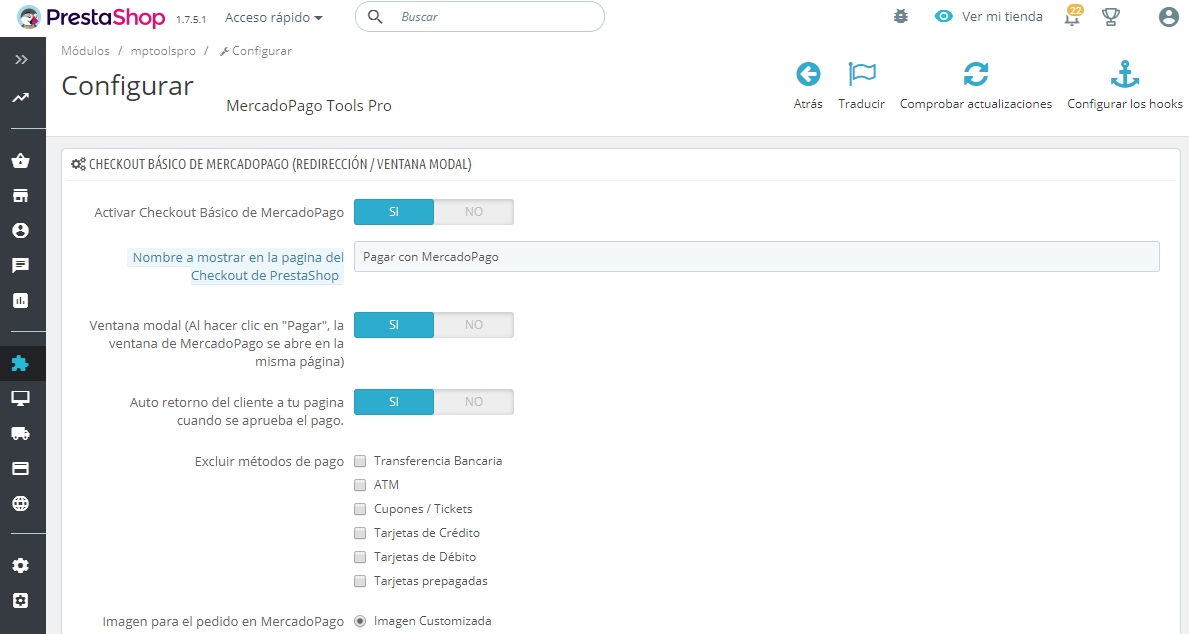 PrestaShop 1.7.5.1 Acceso rápido Buscar Ver mi tienda 22
Módulos / mptoolspro / Configurar
Configurar
MercadoPago Tools Pro
Atrás Traducir Comprobar actualizaciones Configurar los hooks
CHECKOUT BÁSICO DE MERCADOPAGO (REDIRECCIÓN / VENTANA MODAL)
Activar Checkout Básico de MercadoPago SI NO
Nombre a mostrar en la pagina del
Checkout de PrestaShop
Pagar con MercadoPago
Ventana modal (Al hacer clic en "Pagar", la
ventana de MercadoPago se abre en la
misma página)
SI NO
Auto retorno del cliente a tu pagina
cuando se aprueba el pago.
SI NO
Excluir métodos de pago
Transferencia Bancaria
ATM
Cupones / Tickets
Tarjetas de Crédito
Tarjetas de Débito
Tarjetas prepagadas
Imagen para el pedido en MercadoPago Imagen Customizada